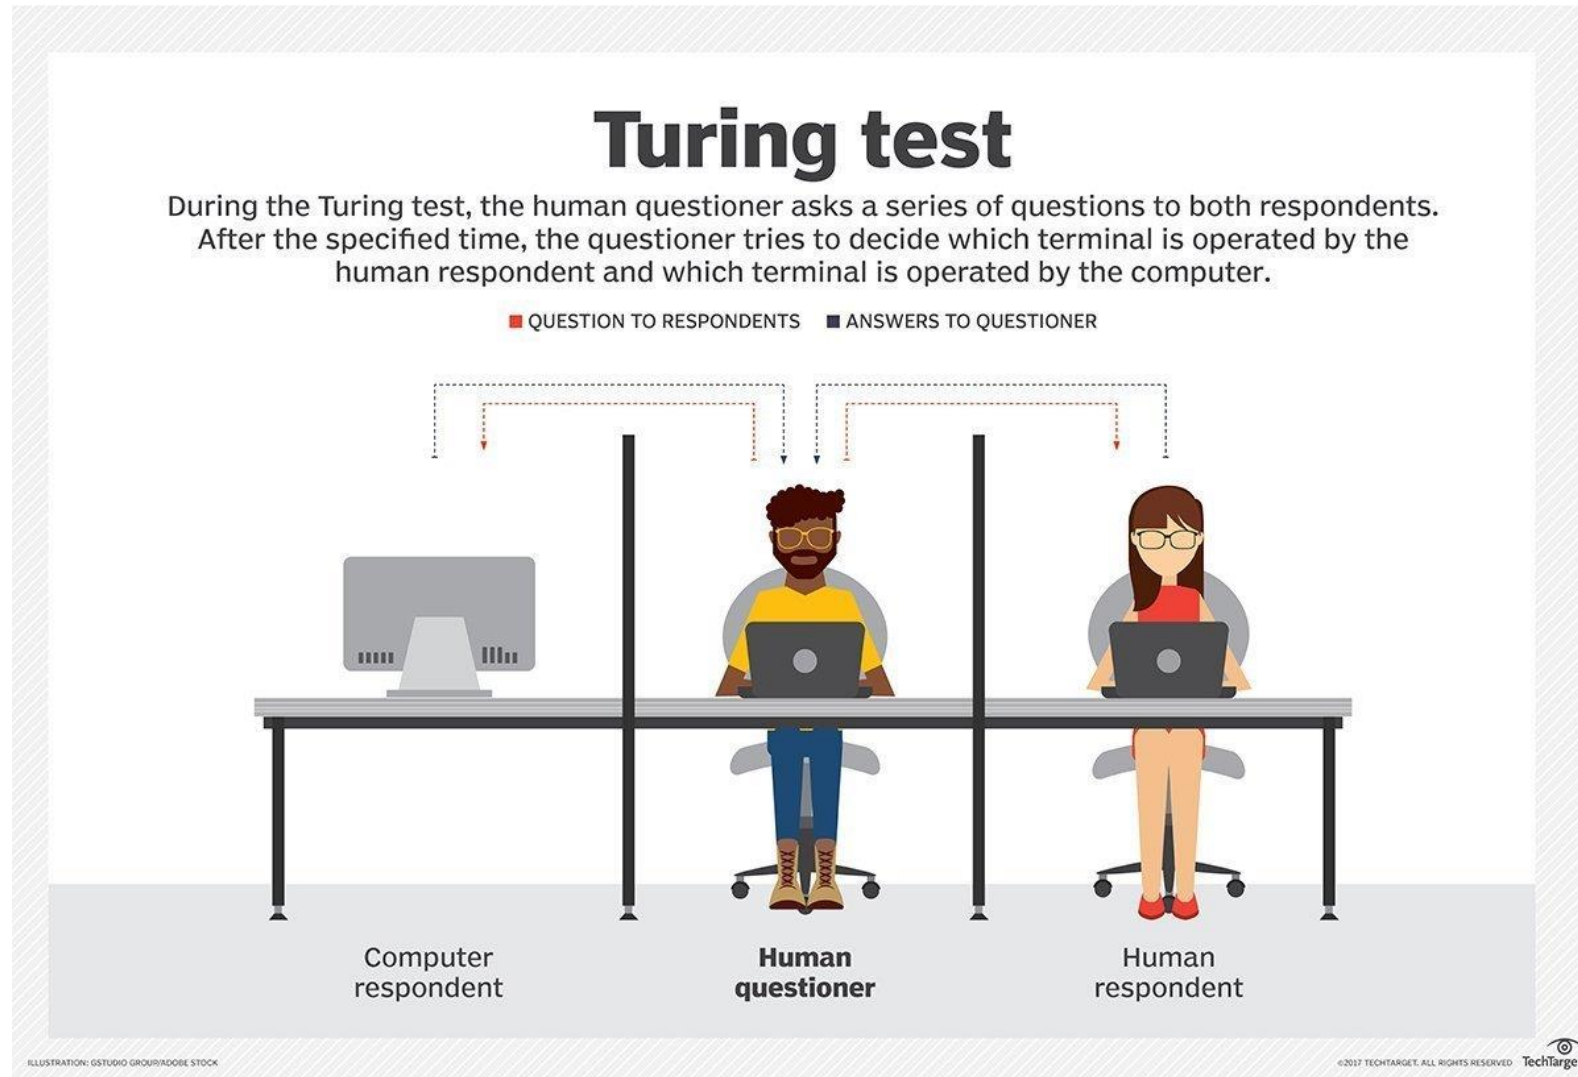 Turing test
During the Turing test, the human questioner asks a series of questions to both respondents.
After the specified time, the questioner tries to decide which terminal is operated by the
human respondent and which terminal is operated by the computer.
QUESTION TO RESPONDENTS ANSWERS TO QUESTIONER
Computer
respondent
Human
questioner
Human
respondent
ILLUSTRATION: GSTUDIO GROUP/ADOBE STOCK
©2017 TECHTARGET. ALL RIGHTS RESERVED TechTarge